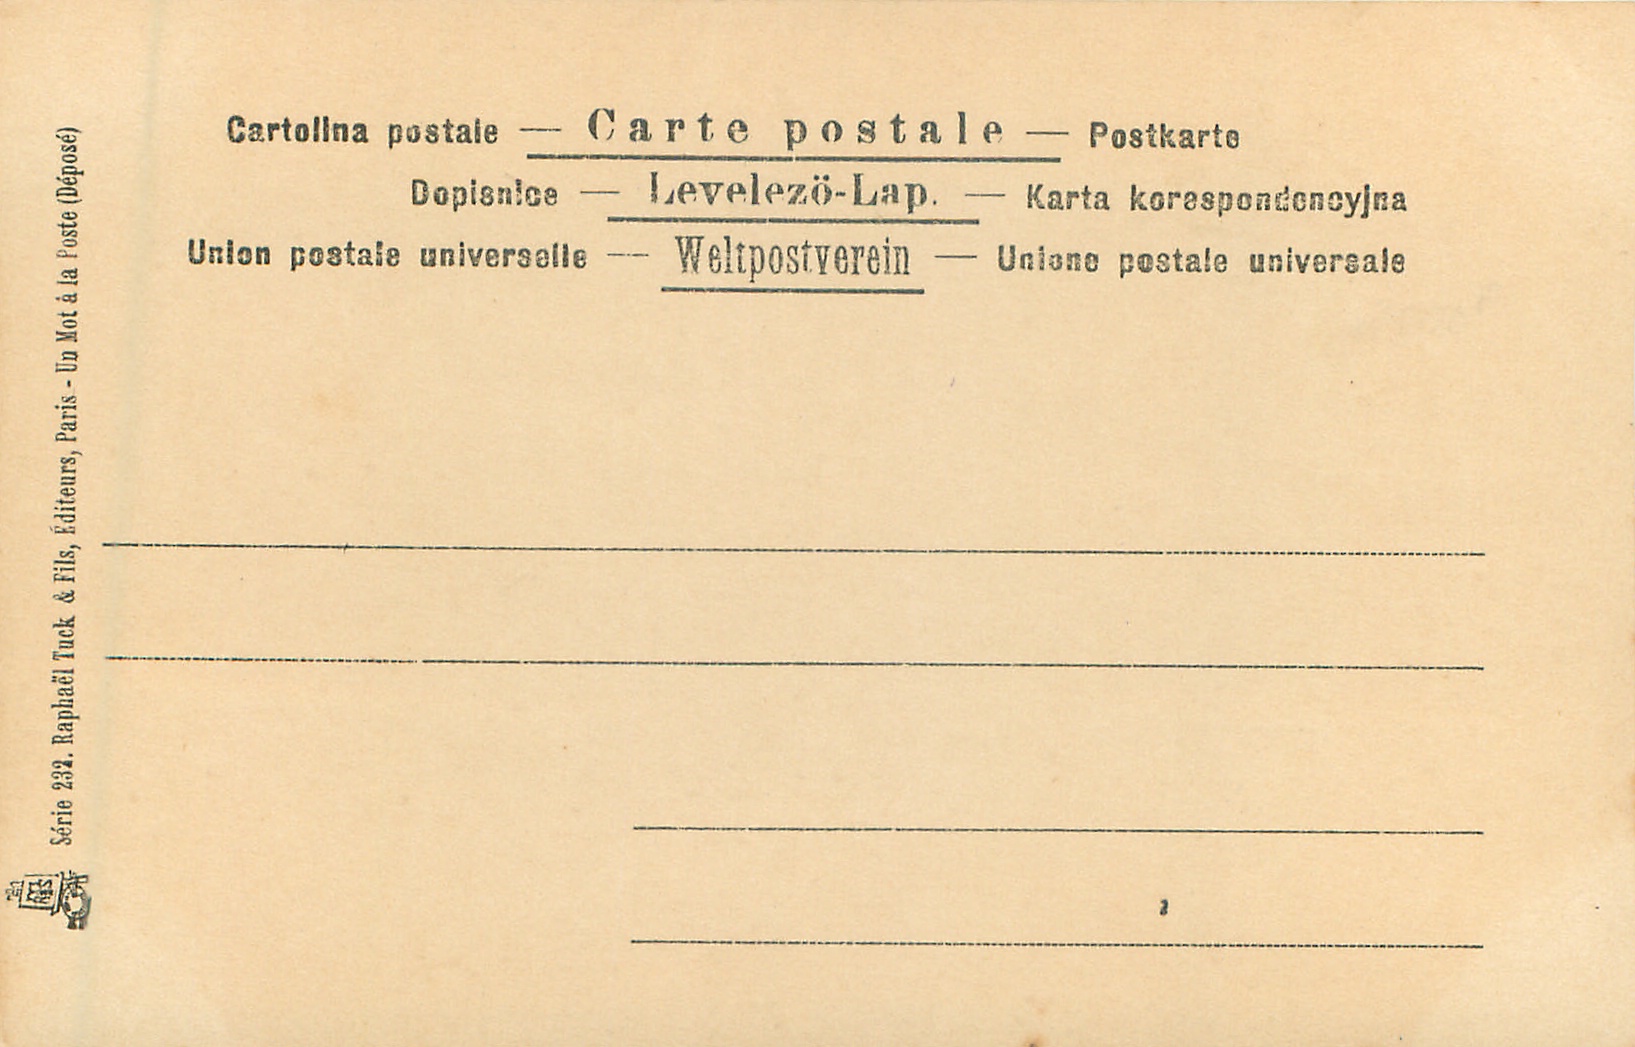 Cartolina postale — Carte postale — Postkarte
Dopisnice — Levelezö-Lap. — Karta korespondencyjna
Union postale universelle — Weltpostverein — Unione postale universale
Série 232. Raphaël Tuck & Fils, Éditeurs, Paris - Un Mot à la Poste (Déposé)